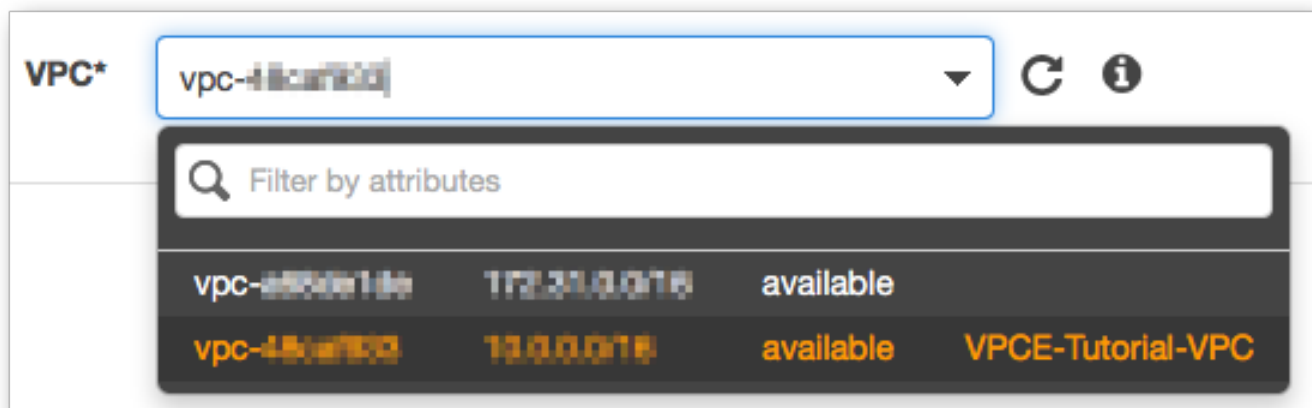 VPC*
vpc-
Filter by attributes
vpc- available
vpc- available VPCE-Tutorial-VPC